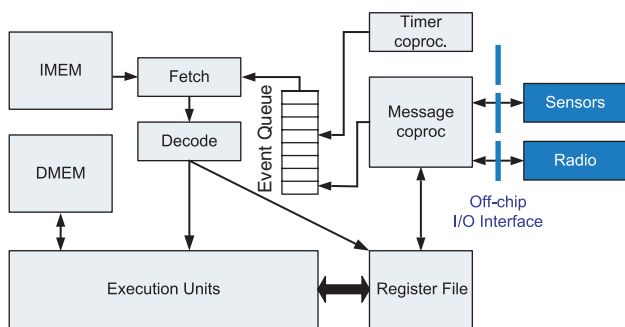 Timer
coproc.
IMEM
Fetch
Event Queue
Message
coproc
Sensors
Decode
DMEM
Radio
Off-chip
I/O Interface
Execution Units
Register File